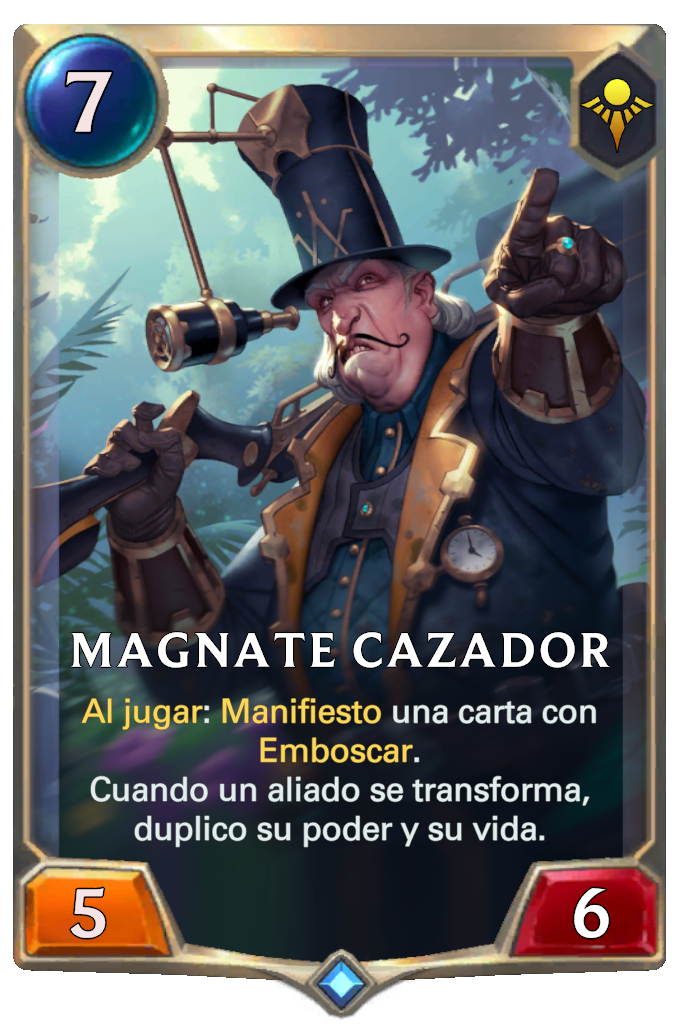 7
MAGNATE CAZADOR
Al jugar: Manifiesto una carta con
Emboscar.
Cuando un aliado se transforma,
duplico su poder y su vida.
5
6